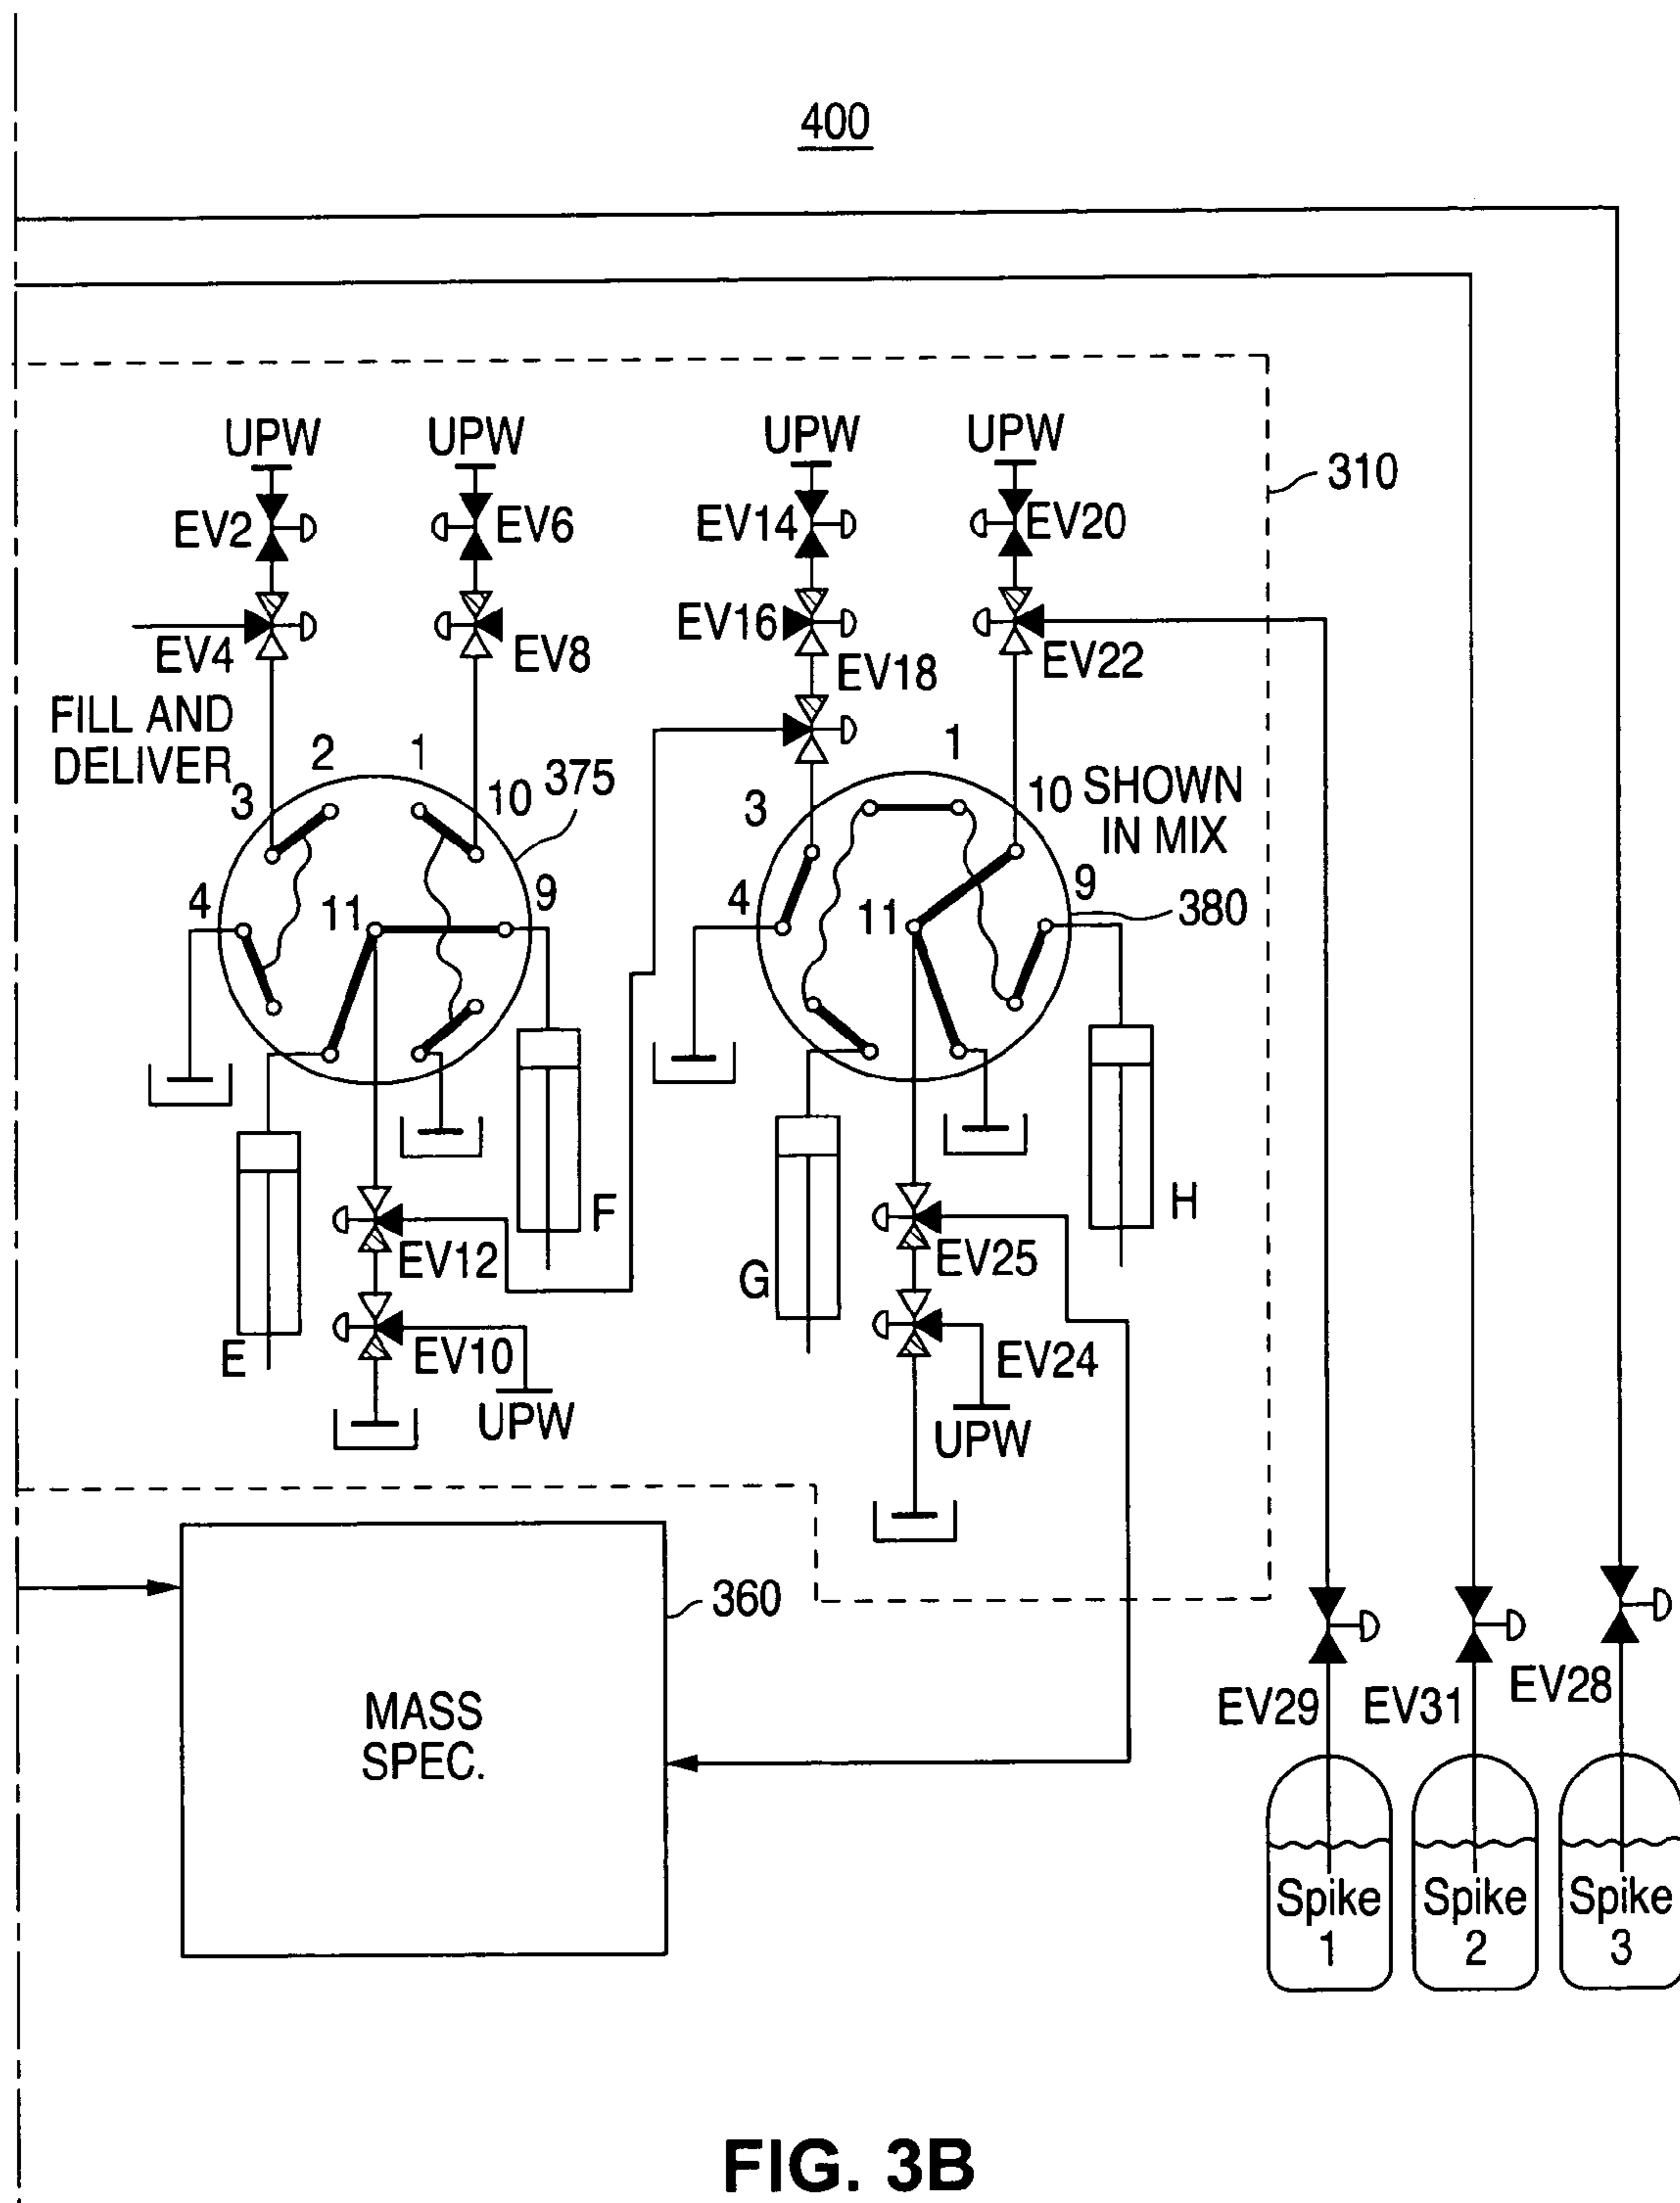 400
UPW
UPW
UPW
UPW
310
EV2
EV6
EV14
EV20
EV4
EV8
EV16
EV22
EV18
FILL AND
DELIVER
2
1
375
1
3
10
3
10
SHOWN
IN MIX
4
11
9
4
11
9
380
F
H
EV12
EV25
G
E
EV10
EV24
UPW
UPW
360
MASS
SPEC.
EV29
EV31
EV28
Spike
1
Spike
2
Spike
3
FIG. 3B